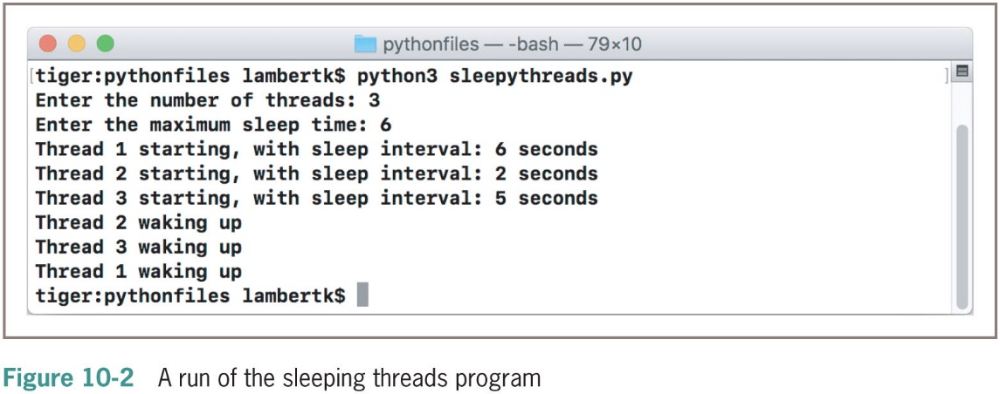 pythonfiles — -bash — 79×10
[tiger:pythonfiles lambertk$ python3 sleepythreads.py ]
Enter the number of threads: 3
Enter the maximum sleep time: 6
Thread 1 starting, with sleep interval: 6 seconds
Thread 2 starting, with sleep interval: 2 seconds
Thread 3 starting, with sleep interval: 5 seconds
Thread 2 waking up
Thread 3 waking up
Thread 1 waking up
tiger:pythonfiles lambertk$
Figure 10-2 A run of the sleeping threads program